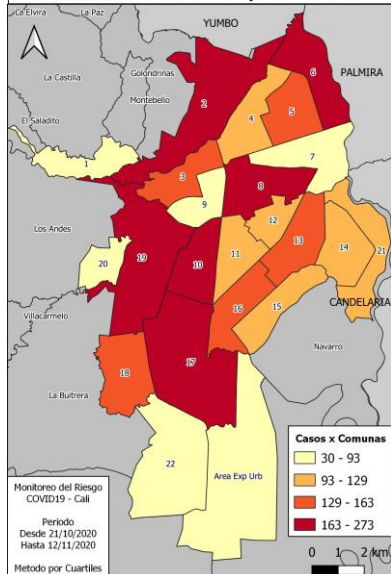 La Elvira
La Paz
YUMBO
La Castilla
Golondrinas
Montebello
El Saladito
PALMIRA
6
2
4
5
1
3
7
8
9
Los Andes
12
19
20
10
11
13
14
21
CANDELARIA
Villacarmelo
16
15
Navarro
17
18
La Buitrera
22
Area Exp Urb
Casos x Comunas
30 - 93
93 - 129
129 - 163
163 - 273
Monitoreo del Riesgo
COVID19 - Cali
Periodo
Desde 21/10/2020
Hasta 12/11/2020
Metodo por Cuartiles
0 1 2 km